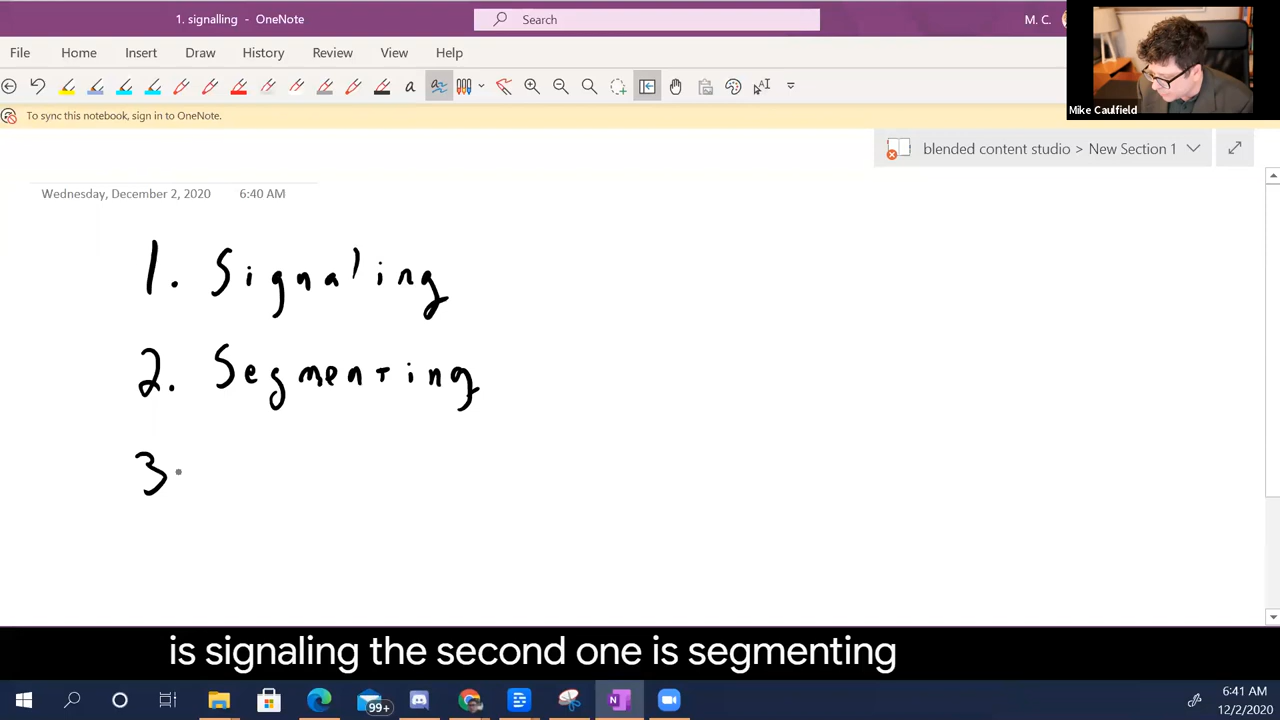 1. signalling - OneNote
Search
M. C.
File Home Insert Draw History Review View Help
To sync this notebook, sign in to OneNote.
Mike Caulfield
blended content studio > New Section 1
Wednesday, December 2, 2020 6:40 AM
1. Signaling
2. Segmenting
3
is signaling the second one is segmenting
99+
6:41 AM
12/2/2020